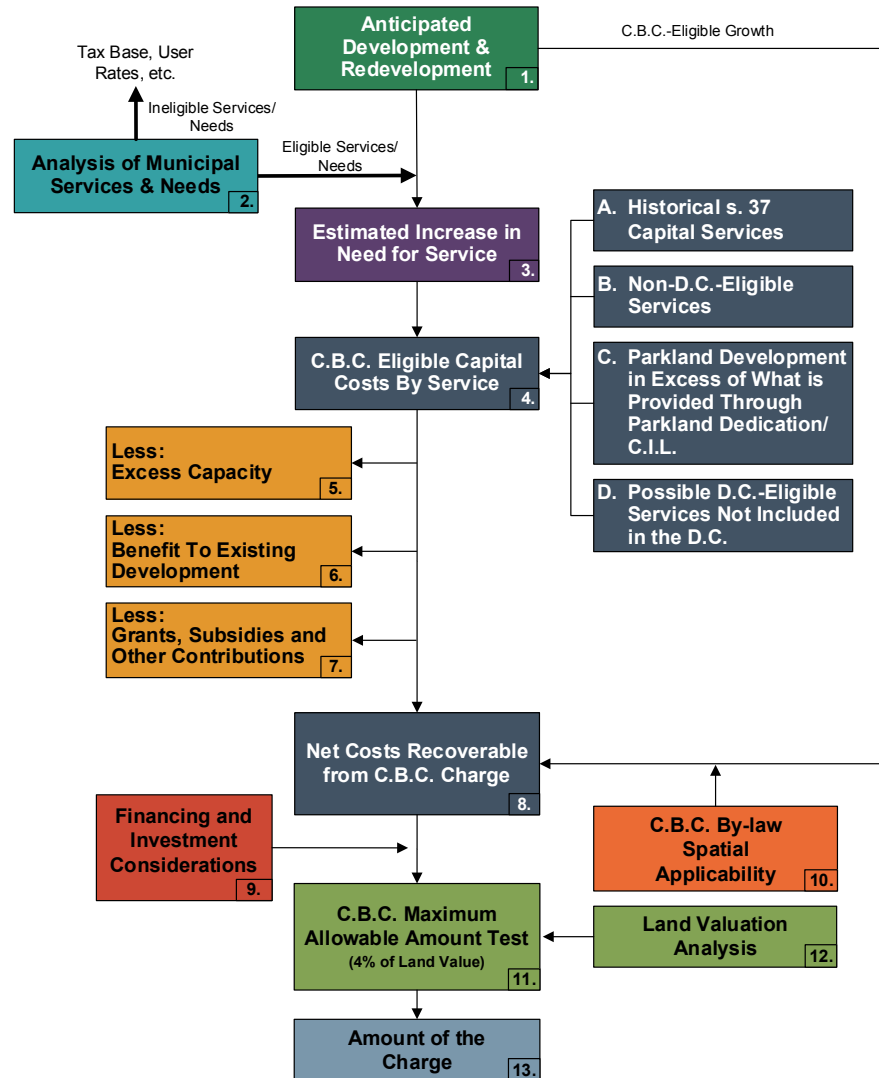 Anticipated
Development &
Redevelopment
1.
C.B.C.-Eligible Growth
Tax Base, User
Rates, etc.
Ineligible Services/
Needs
Analysis of Municipal
Services & Needs
2.
Eligible Services/
Needs
Estimated Increase in
Need for Service
3.
A. Historical s. 37
Capital Services
B. Non-D.C.-Eligible
Services
C. Parkland Development
in Excess of What is
Provided Through
Parkland Dedication/
C.I.L.
D. Possible D.C.-Eligible
Services Not Included
in the D.C.
C.B.C. Eligible Capital
Costs By Service
4.
Less:
Excess Capacity
5.
Less:
Benefit To Existing
Development
6.
Less:
Grants, Subsidies and
Other Contributions
7.
Net Costs Recoverable
from C.B.C. Charge
8.
Financing and
Investment
Considerations
9.
C.B.C. By-law
Spatial
Applicability
10.
C.B.C. Maximum
Allowable Amount Test
(4% of Land Value)
11.
Land Valuation
Analysis
12.
Amount of the
Charge
13.